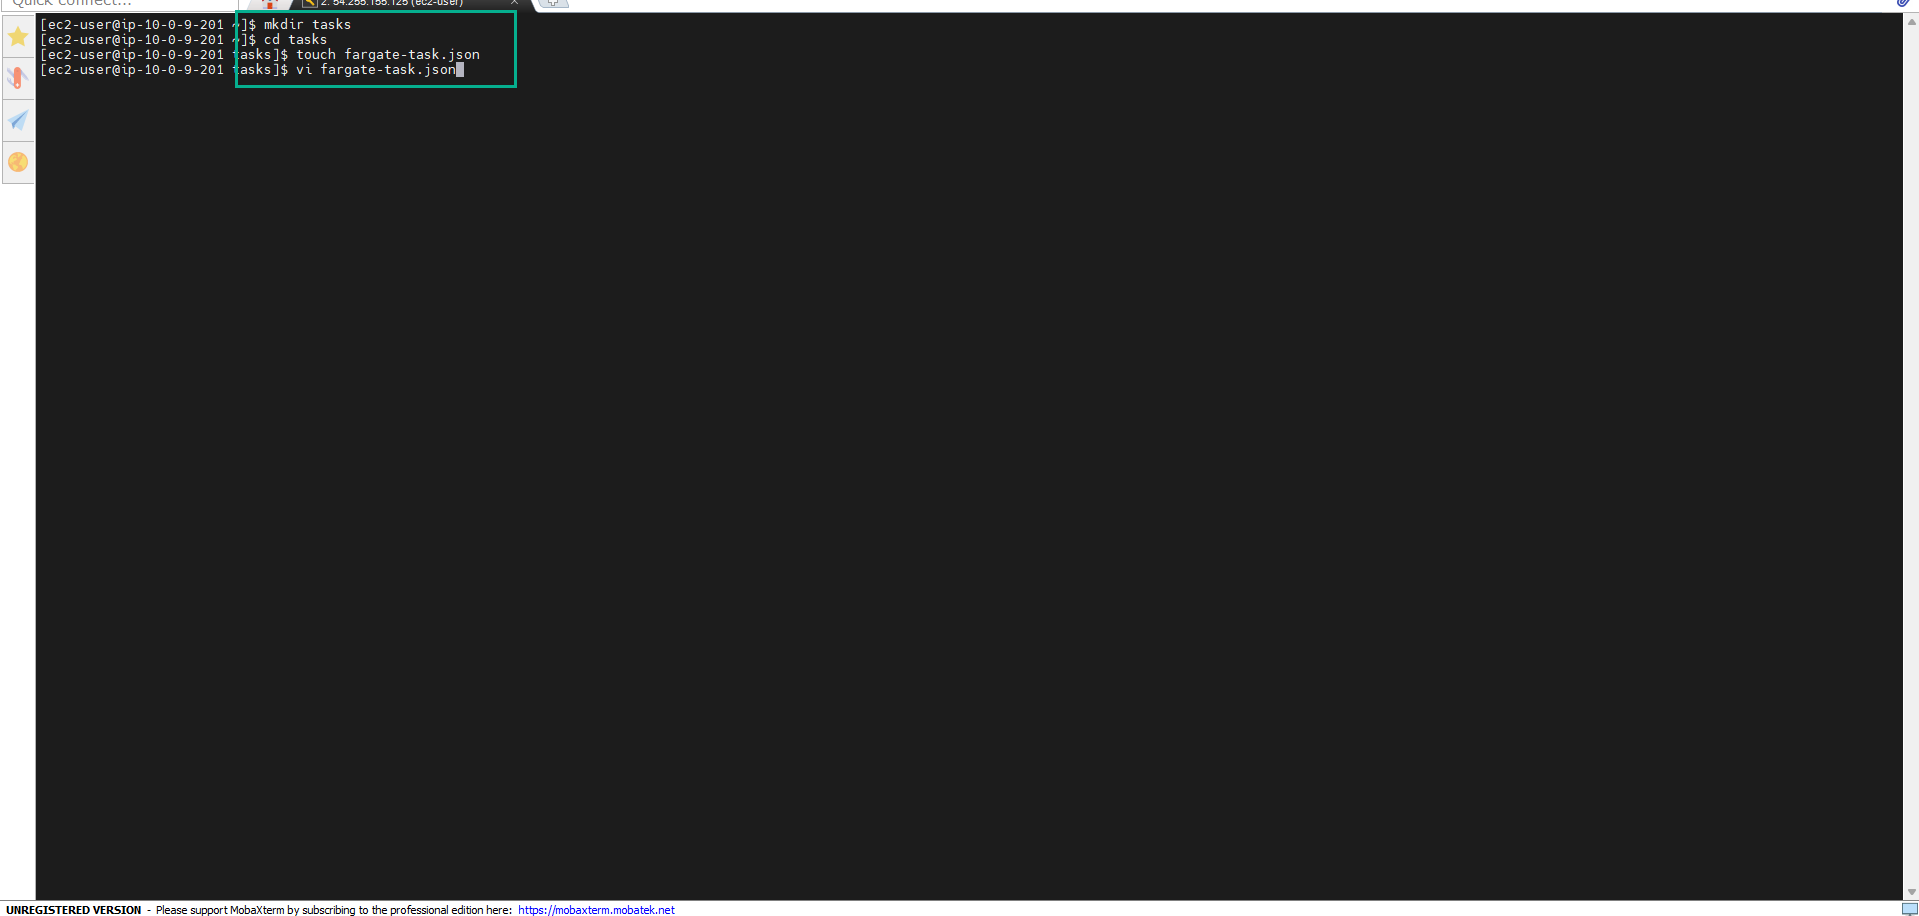 Quick connect...
2. 54.255.155.125 (ec2-user)
[ec2-user@ip-10-0-9-201 ~]$ mkdir tasks
[ec2-user@ip-10-0-9-201 ~]$ cd tasks
[ec2-user@ip-10-0-9-201 tasks]$ touch fargate-task.json
[ec2-user@ip-10-0-9-201 tasks]$ vi fargate-task.json
UNREGISTERED VERSION - Please support MobaXterm by subscribing to the professional edition here: https://mobaxterm.mobatek.net